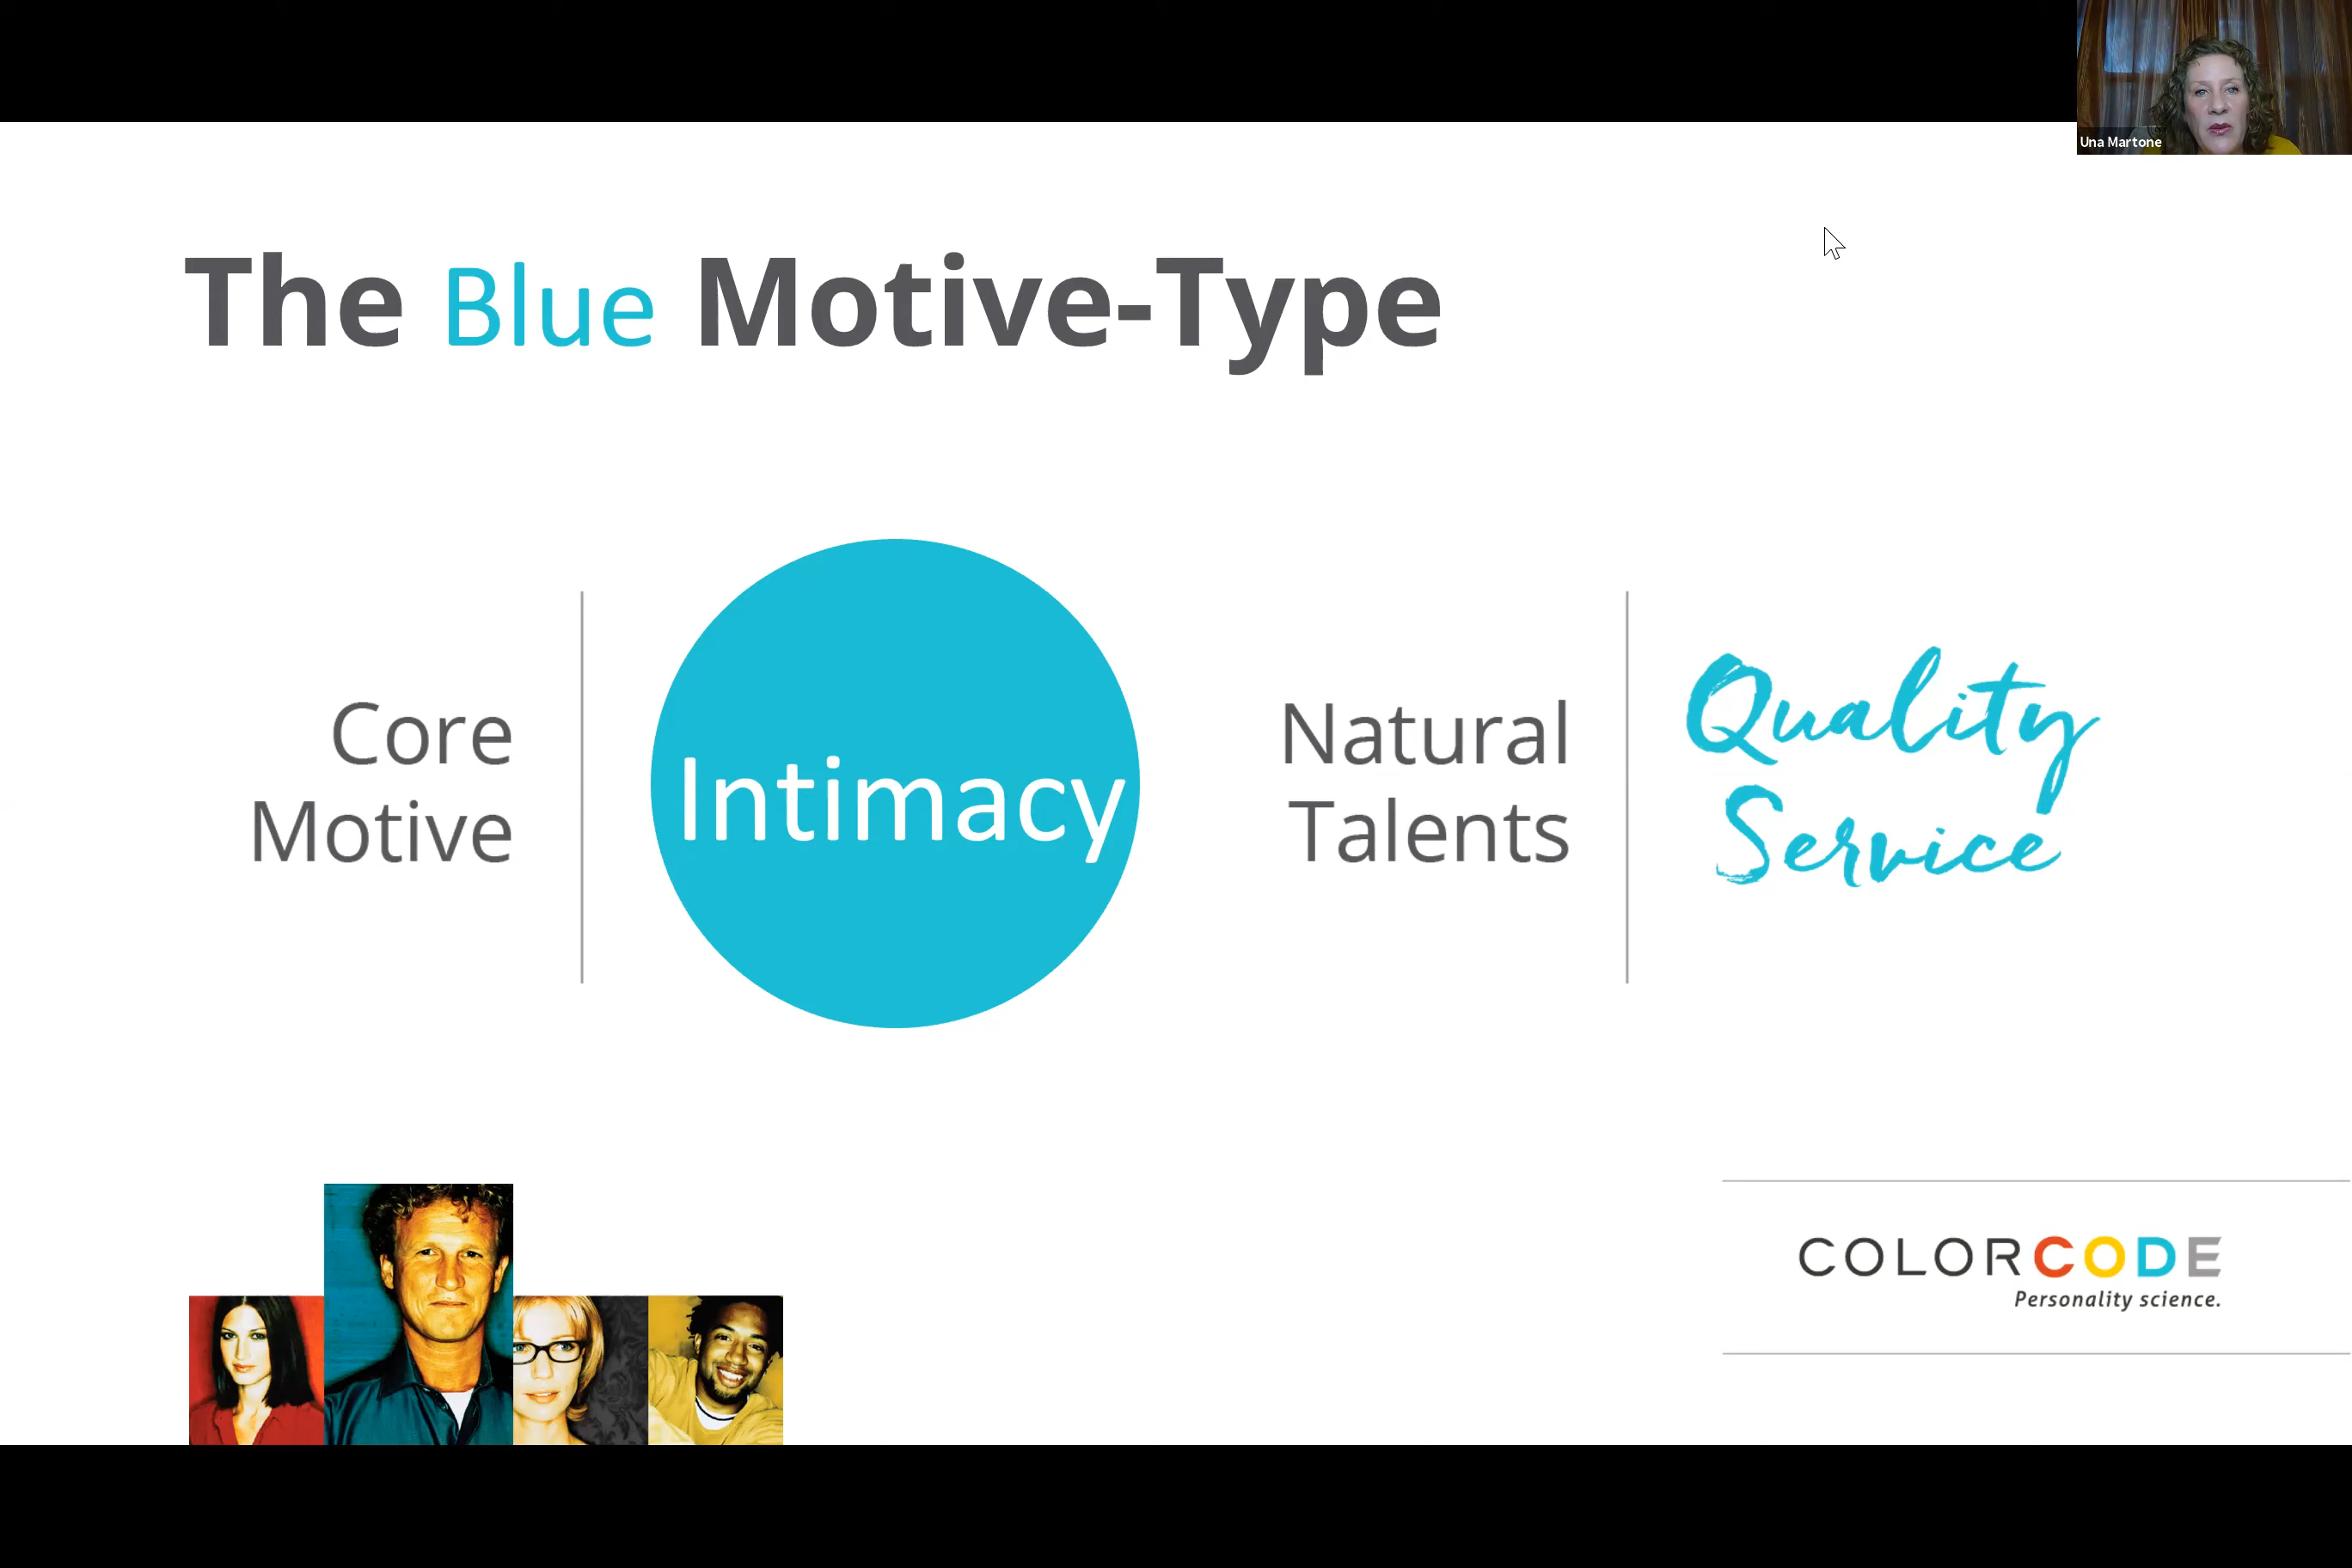 Una Martone
The Blue Motive-Type
Core
Motive
Intimacy
Natural
Talents
Quality
Service
COLORCODE
Personality science.